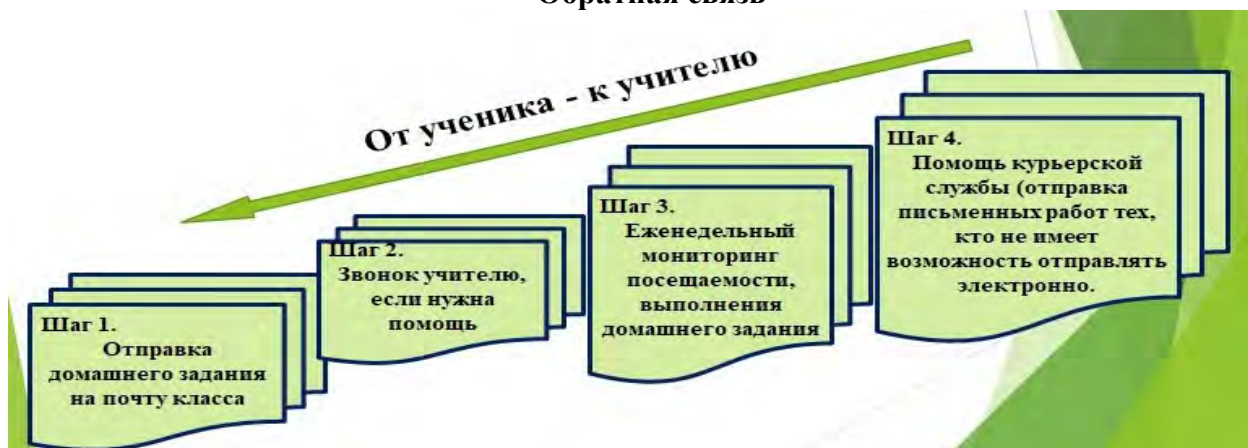 Обратная связь
От ученика - к учителю
Шаг 1.
Отправка
домашнего задания
на почту класса
Шаг 2.
Звонок учителю,
если нужна
помощь
Шаг 3.
Еженедельный
мониторинг
посещаемости,
выполнения
домашнего задания
Шаг 4.
Помощь курьерской
службы (отправка
письменных работ тех,
кто не имеет
возможность отправлять
электронно.